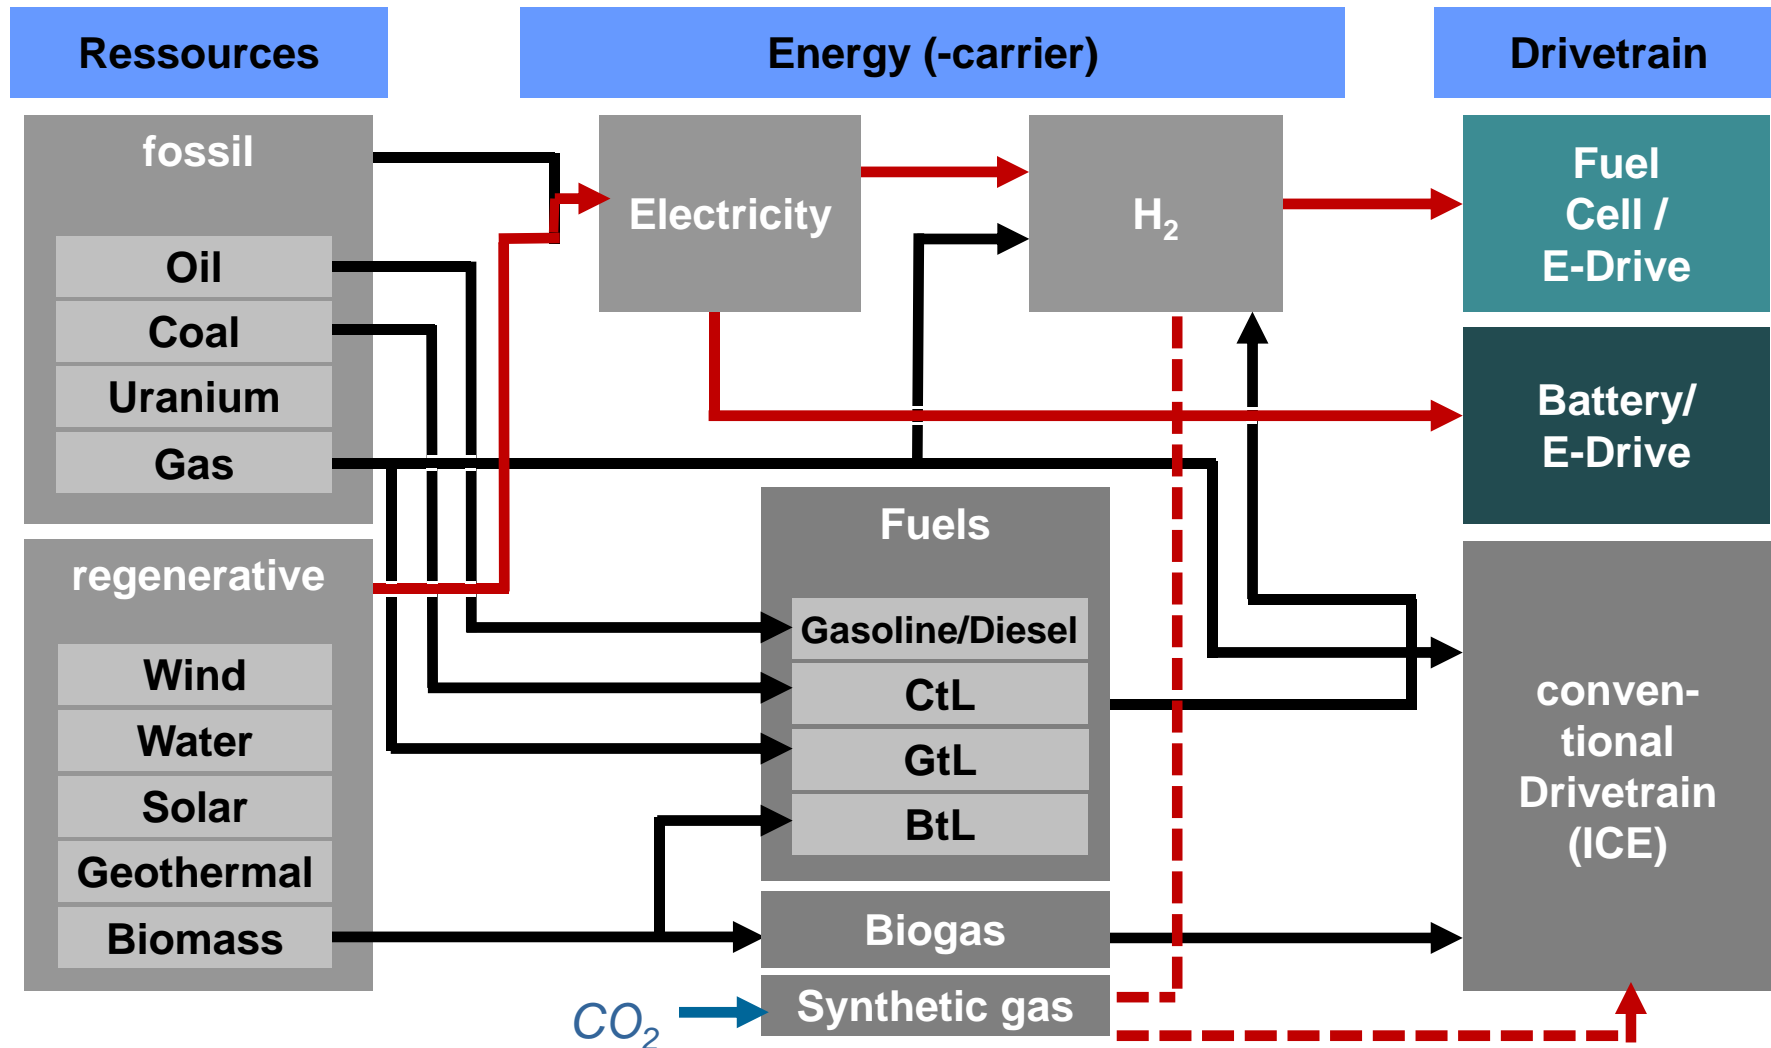 Ressources
Energy (-carrier)
Drivetrain
fossil
Oil
Coal
Uranium
Gas
regenerative
Wind
Water
Solar
Geothermal
Biomass
Electricity
H₂
Fuels
Gasoline/Diesel
CtL
GtL
BtL
Biogas
Synthetic gas
CO₂
Fuel
Cell /
E-Drive
Battery/
E-Drive
conven-
tional
Drivetrain
(ICE)